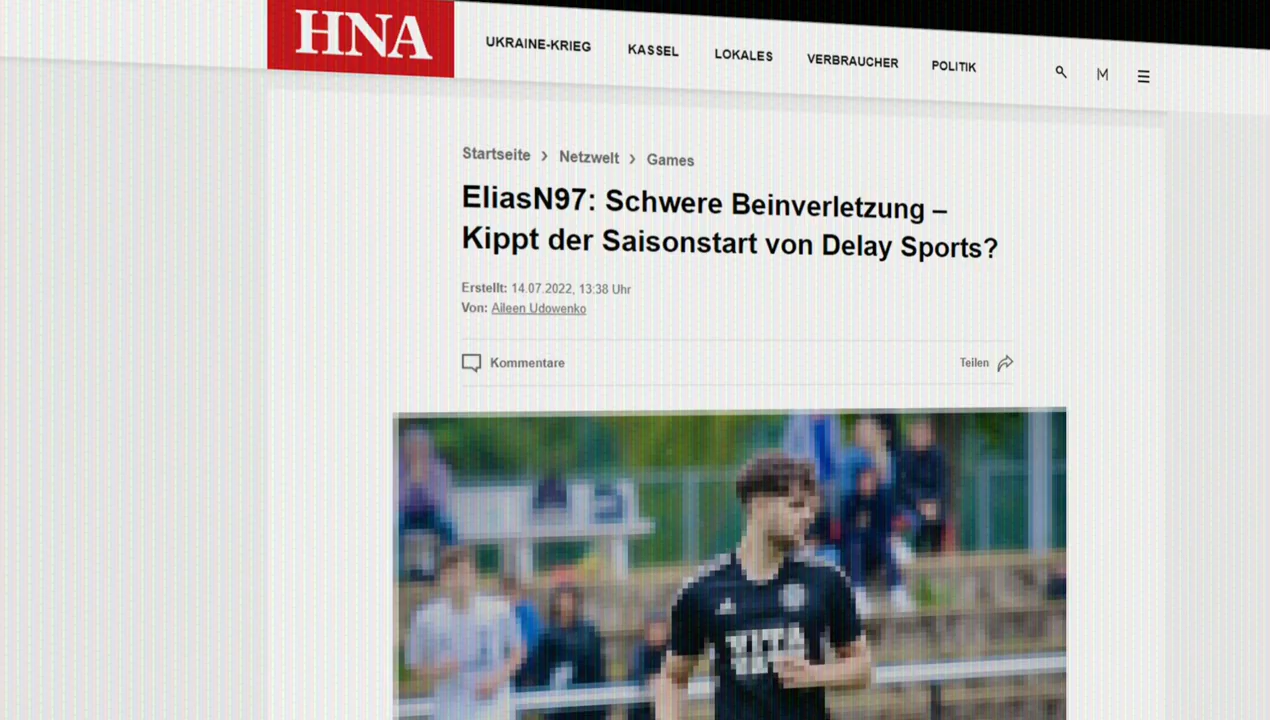 HNA
UKRAINE-KRIEG KASSEL LOKALES VERBRAUCHER POLITIK
Startseite > Netzwelt > Games
EliasN97: Schwere Beinverletzung –
Kippt der Saisonstart von Delay Sports?
Erstellt: 14.07.2022, 13:38 Uhr
Von: Aileen Udowenko
Kommentare
Teilen
VITA